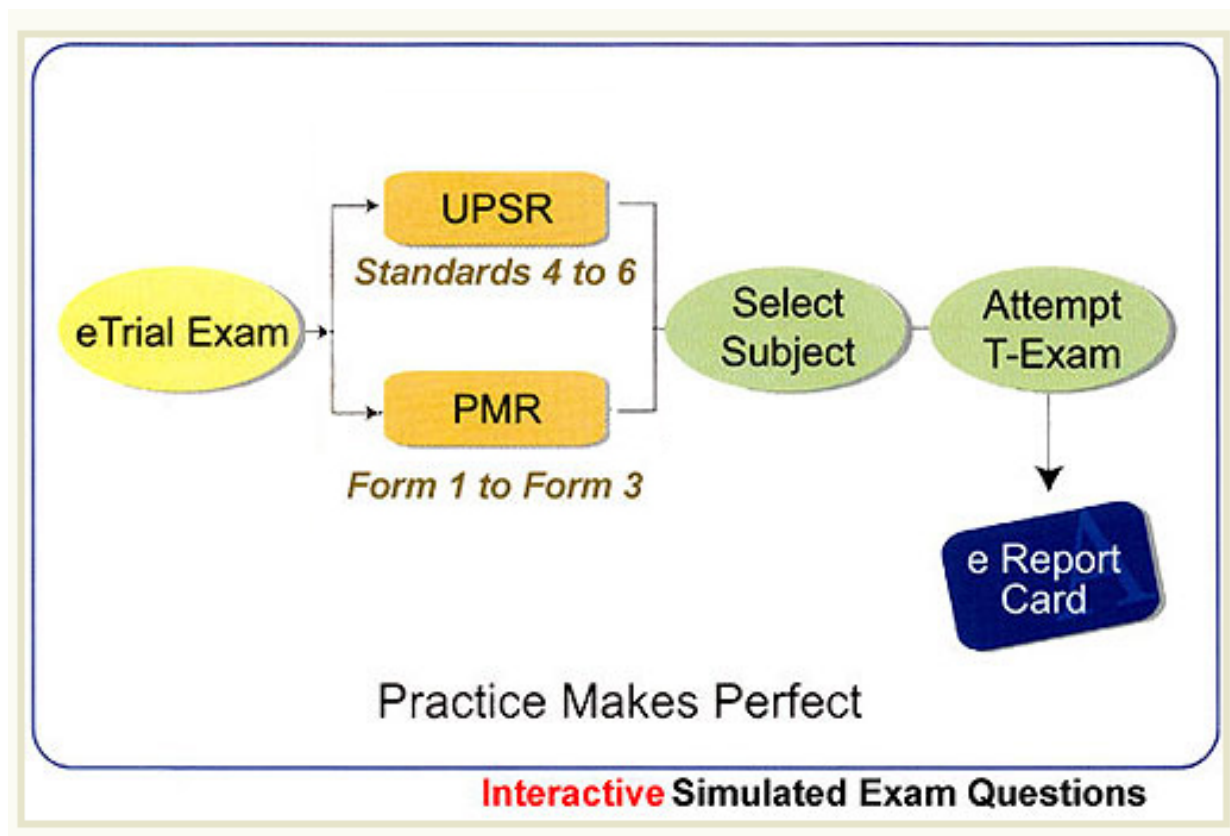 eTrial Exam
UPSR
Standards 4 to 6
PMR
Form 1 to Form 3
Select
Subject
Attempt
T-Exam
e Report
Card
A
Practice Makes Perfect
Interactive Simulated Exam Questions